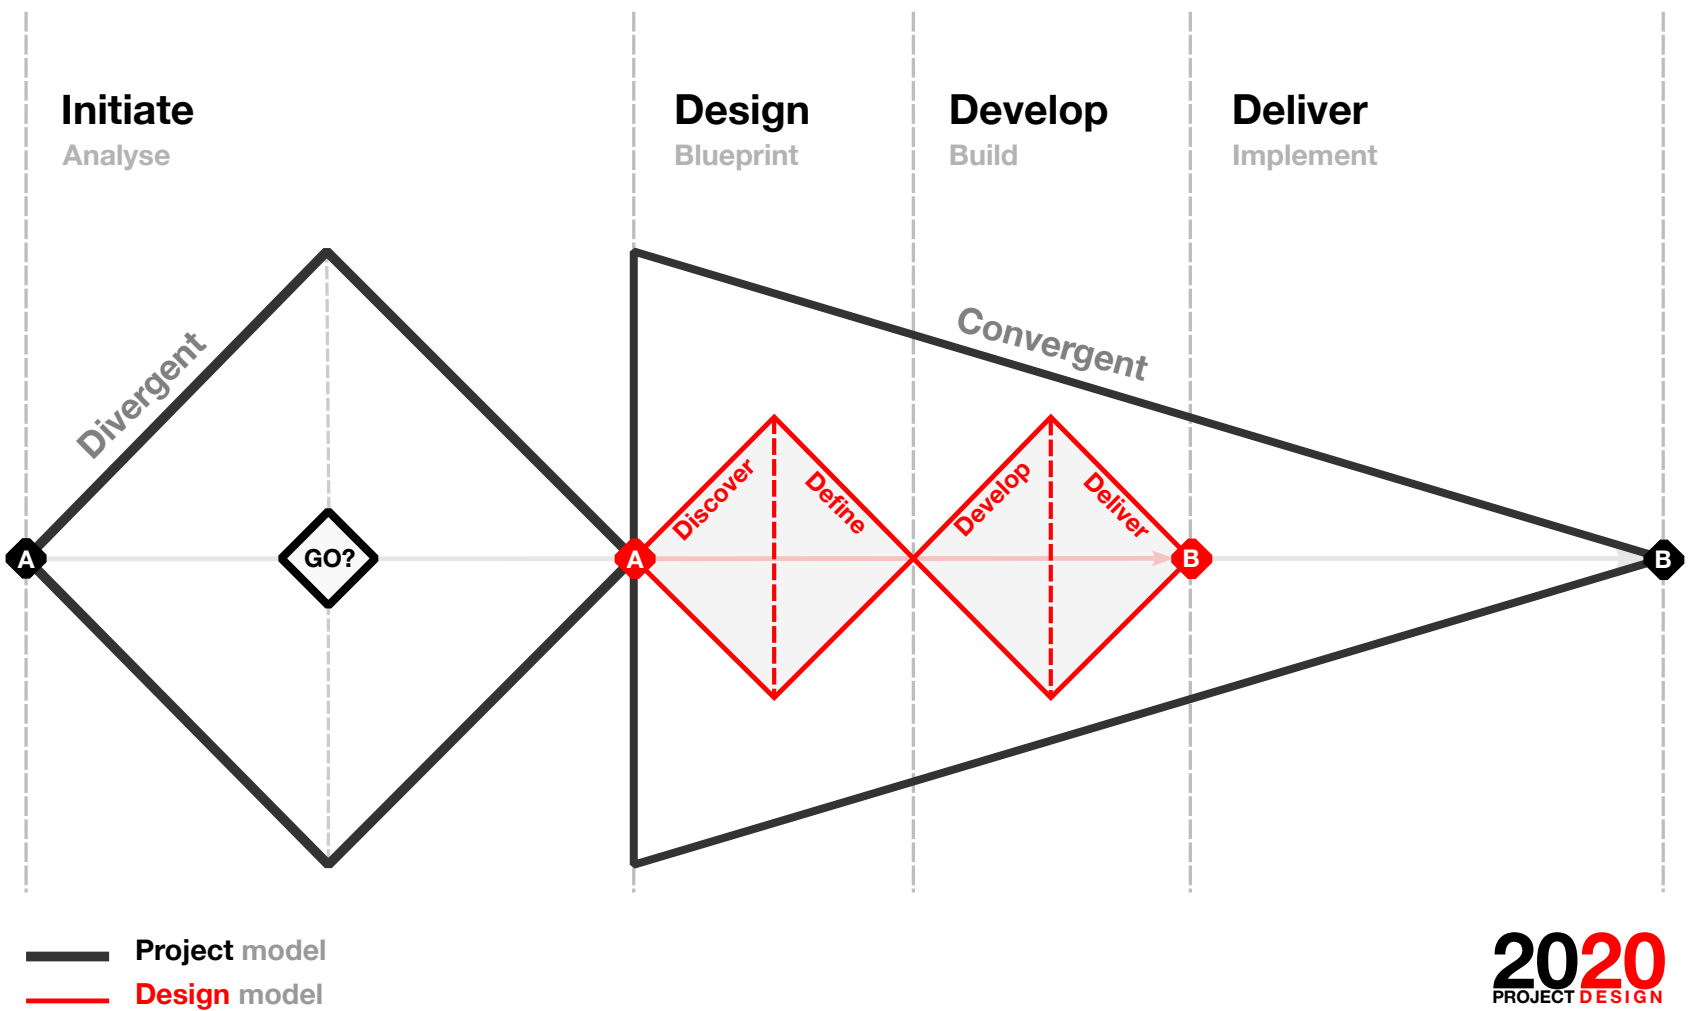 Initiate
Analyse
Design
Blueprint
Develop
Build
Deliver
Implement
Divergent
Convergent
Discover
Define
Develop
Deliver
A
GO?
A
B
B
Project model
Design model
2020
PROJECT DESIGN